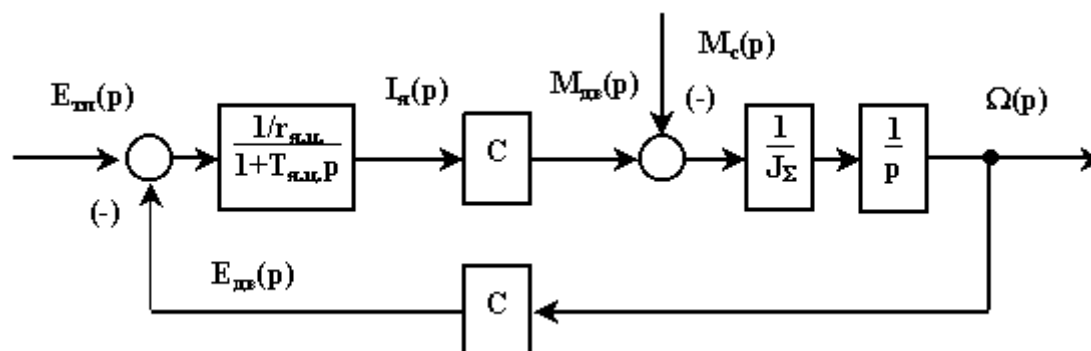 M_c(p)
E_тп(p)
I_я(p)
M_дв(p)
(-)
Ω(p)
1/r_я.ц.
1+T_я.ц.p
C
1
J_Σ
1
p
(-)
E_дв(p)
C